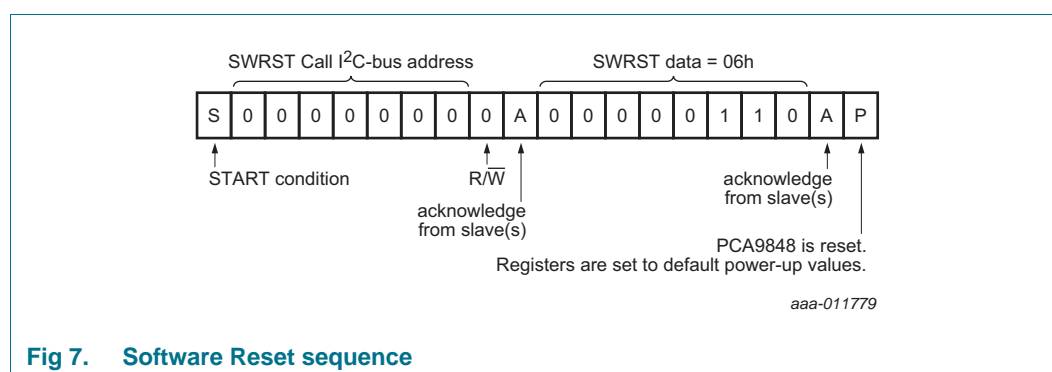 SWRST Call I2C-bus address SWRST data = 06h
S 0 0 0 0 0 0 0 0 A 0 0 0 0 0 1 1 0 A P
START condition R/W acknowledge
acknowledge from slave(s)
from slave(s)
PCA9848 is reset.
Registers are set to default power-up values.
aaa-011779
Fig 7. Software Reset sequence